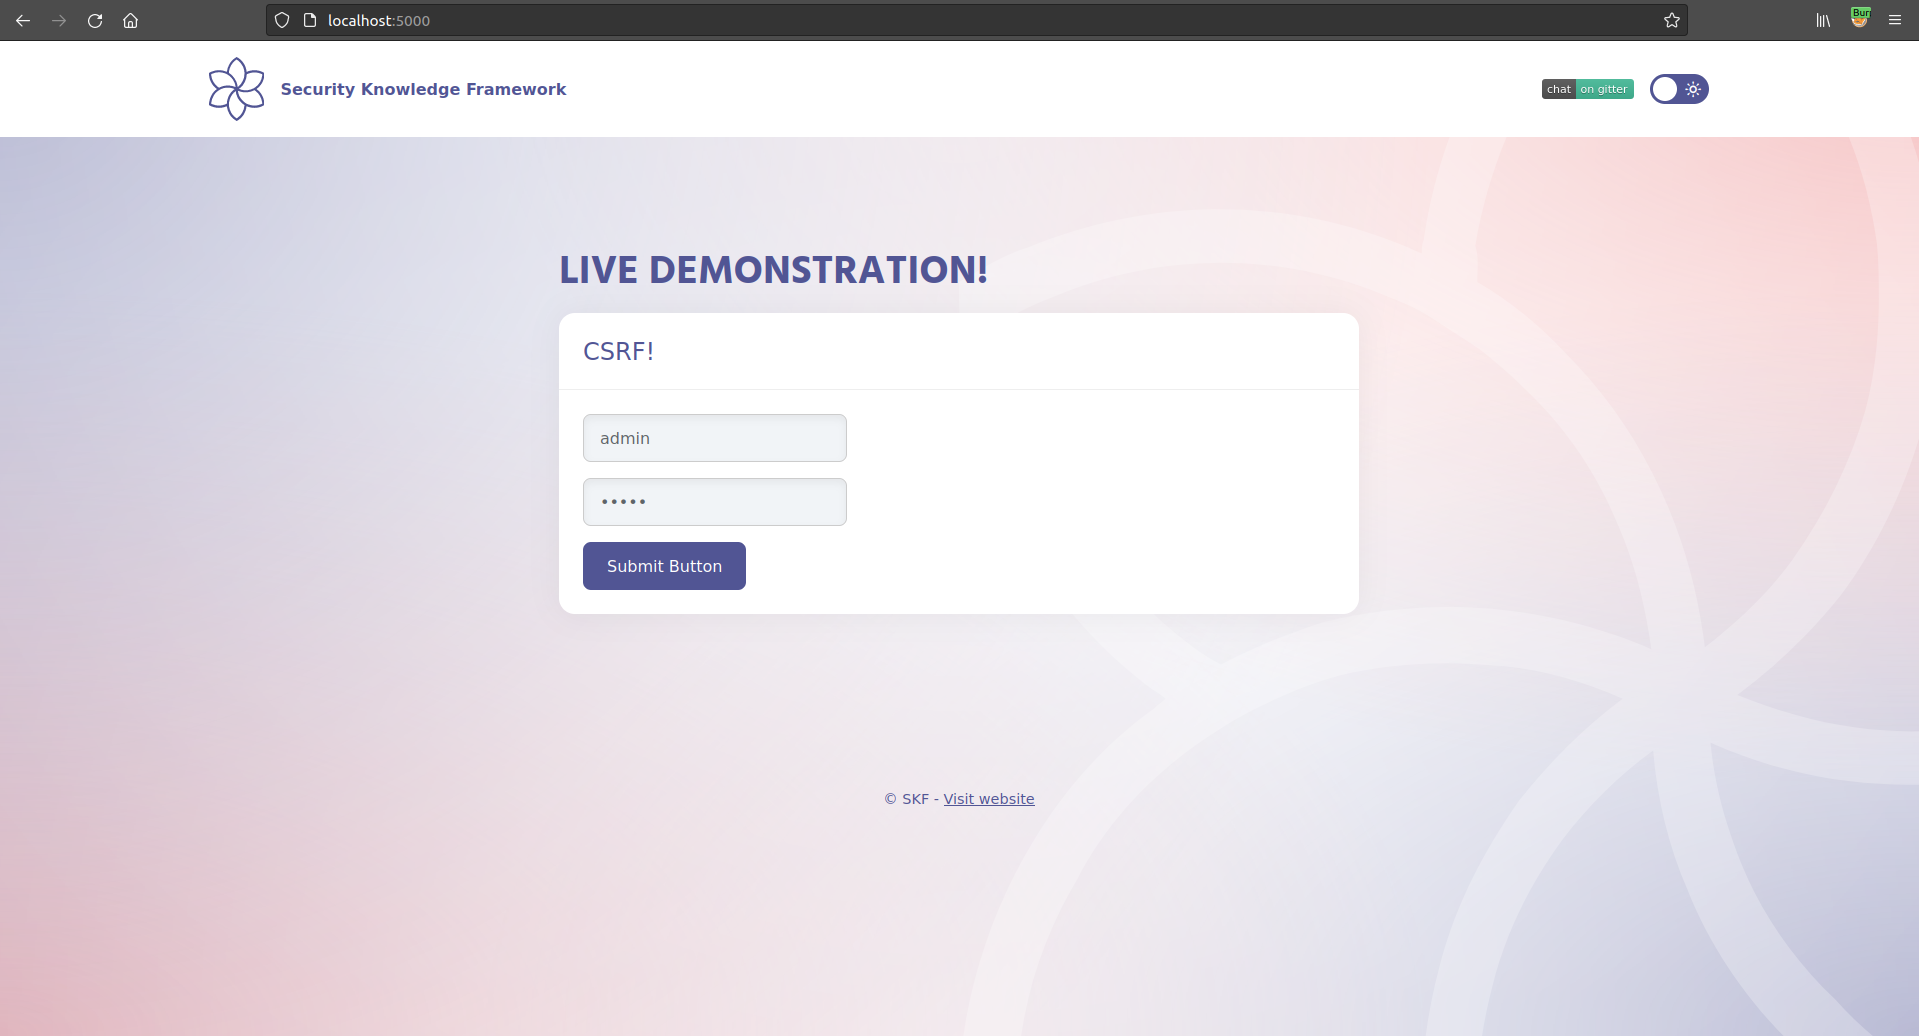 localhost:5000
Bur
Security Knowledge Framework
chat on gitter
LIVE DEMONSTRATION!
CSRF!
admin
•••••
Submit Button
© SKF - Visit website